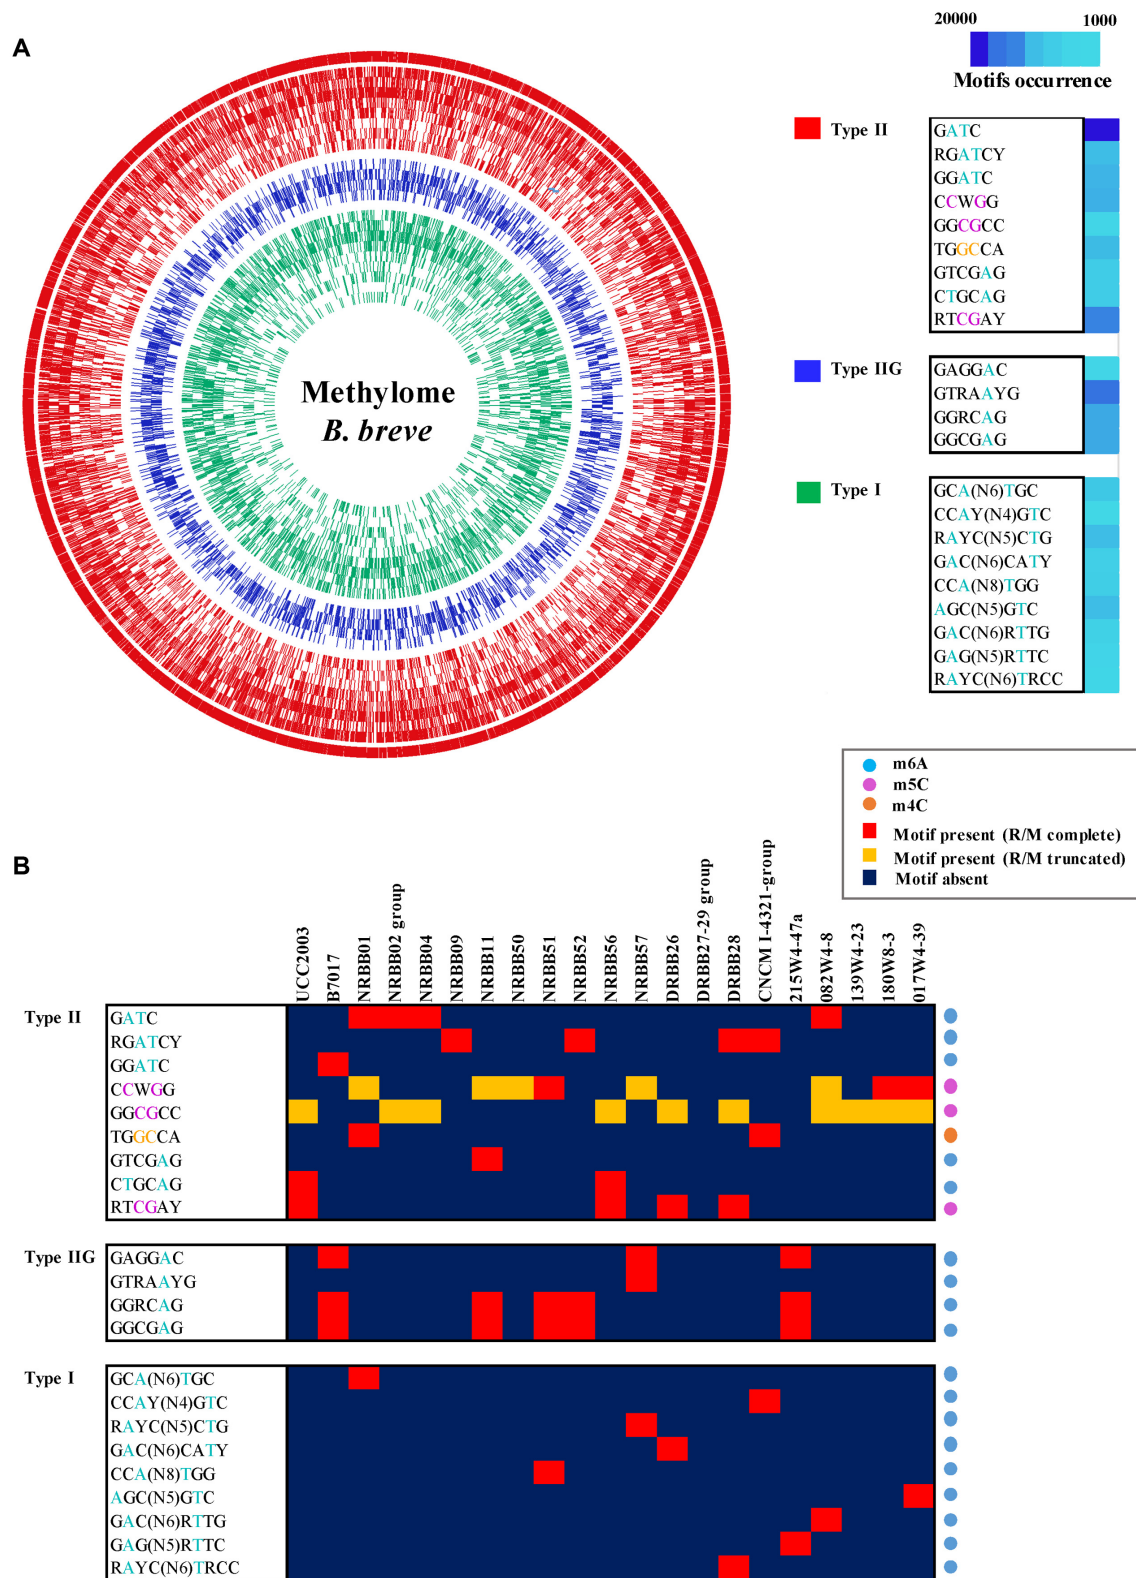 A
20000 1000
Motifs occurrence
Methylome
B. breve
Type II
GATC
RGATCY
GGATC
CCWGG
GGCGCC
TGGCCA
GTCGAG
CTGCAG
RTCGAY
Type IIG
GAGGAC
GTRAAYG
GGRCAG
GGCGAG
Type I
GCA(N6)TGC
CCAY(N4)GTC
RAYC(N5)CTG
GAC(N6)CATY
CCA(N8)TGG
AGC(N5)GTC
GAC(N6)RTTG
GAG(N5)RTTC
RAYC(N6)TRCC
m6A
m5C
m4C
Motif present (R/M complete)
Motif present (R/M truncated)
Motif absent
B
UCC2003
B7017
NRBB01
NRBB02 group
NRBB04
NRBB09
NRBB11
NRBB50
NRBB51
NRBB52
NRBB56
NRBB57
DRBB26
DRBB27-29 group
DRBB28
CNCM I-4321-group
215W4-47a
082W4-8
139W4-23
180W8-3
017W4-39
Type II
GATC
RGATCY
GGATC
CCWGG
GGCGCC
TGGCCA
GTCGAG
CTGCAG
RTCGAY
Type IIG
GAGGAC
GTRAAYG
GGRCAG
GGCGAG
Type I
GCA(N6)TGC
CCAY(N4)GTC
RAYC(N5)CTG
GAC(N6)CATY
CCA(N8)TGG
AGC(N5)GTC
GAC(N6)RTTG
GAG(N5)RTTC
RAYC(N6)TRCC